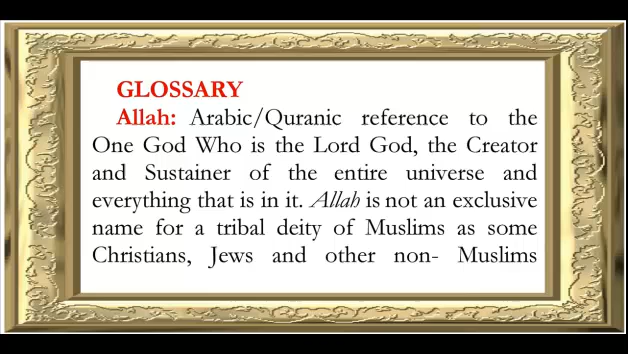 GLOSSARY
Allah: Arabic/Quranic reference to the
One God Who is the Lord God, the Creator
and Sustainer of the entire universe and
everything that is in it. Allah is not an exclusive
name for a tribal deity of Muslims as some
Christians, Jews and other non- Muslims